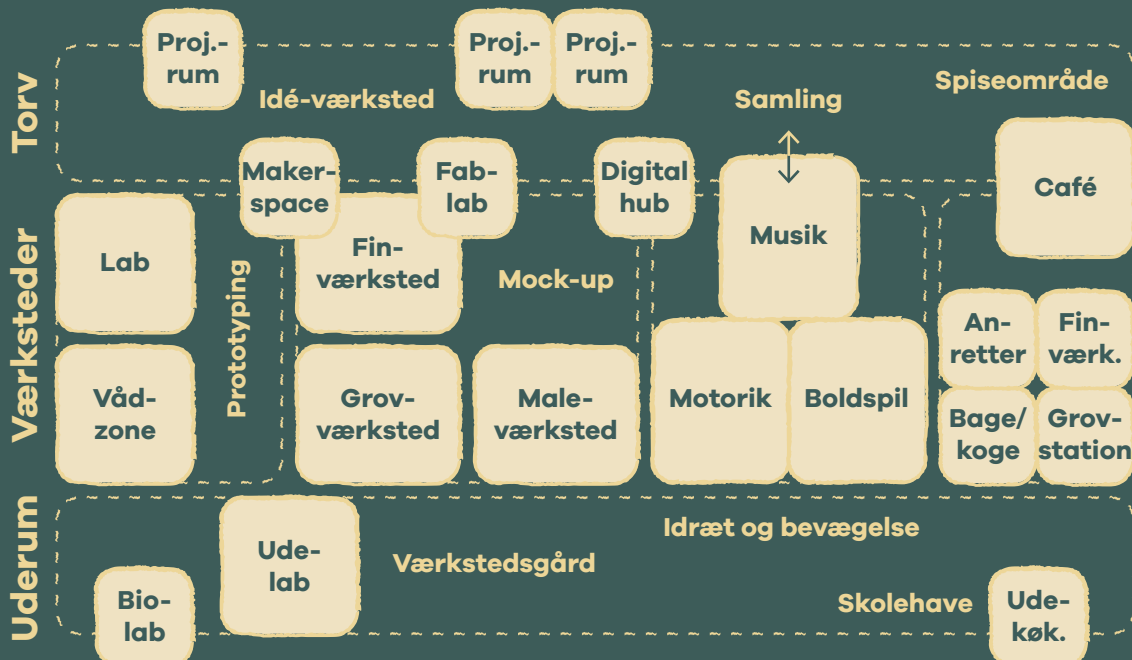 Torv
Proj.-
rum
Proj.-
rum
Proj.-
rum
Idé-værksted
Samling
Spiseområde
Maker-
space
Fab-
lab
Digital
hub
Musik
Café
Værksteder
Lab
Våd-
zone
Prototyping
Fin-
værksted
Mock-up
Grov-
værksted
Male-
værksted
Motorik
Boldspil
An-
retter
Fin-
værk.
Bage/
koge
Grov-
station
Uderum
Bio-
lab
Ude-
lab
Værkstedsgård
Idræt og bevægelse
Skolehave
Ude-
køk.